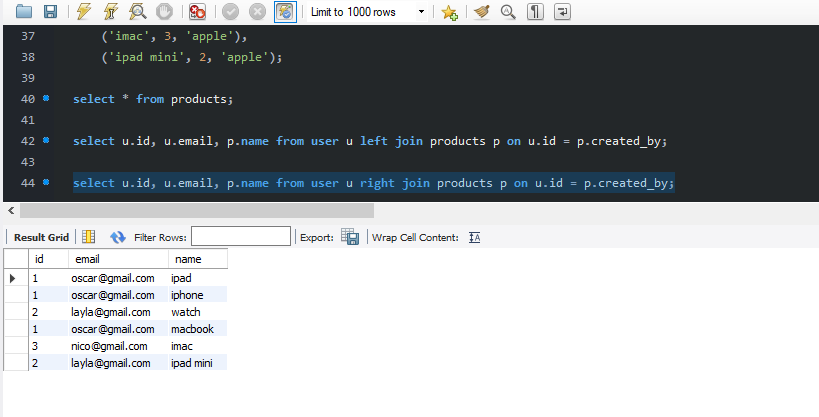 Limit to 1000 rows
37 ('imac', 3, 'apple'),
38 ('ipad mini', 2, 'apple');
39
40 select * from products;
41
42 select u.id, u.email, p.name from user u left join products p on u.id = p.created_by;
43
44 select u.id, u.email, p.name from user u right join products p on u.id = p.created_by;
Result Grid Filter Rows: Export: Wrap Cell Content:
id email name
1 oscar@gmail.com ipad
1 oscar@gmail.com iphone
2 layla@gmail.com watch
1 oscar@gmail.com macbook
3 nico@gmail.com imac
2 layla@gmail.com ipad mini